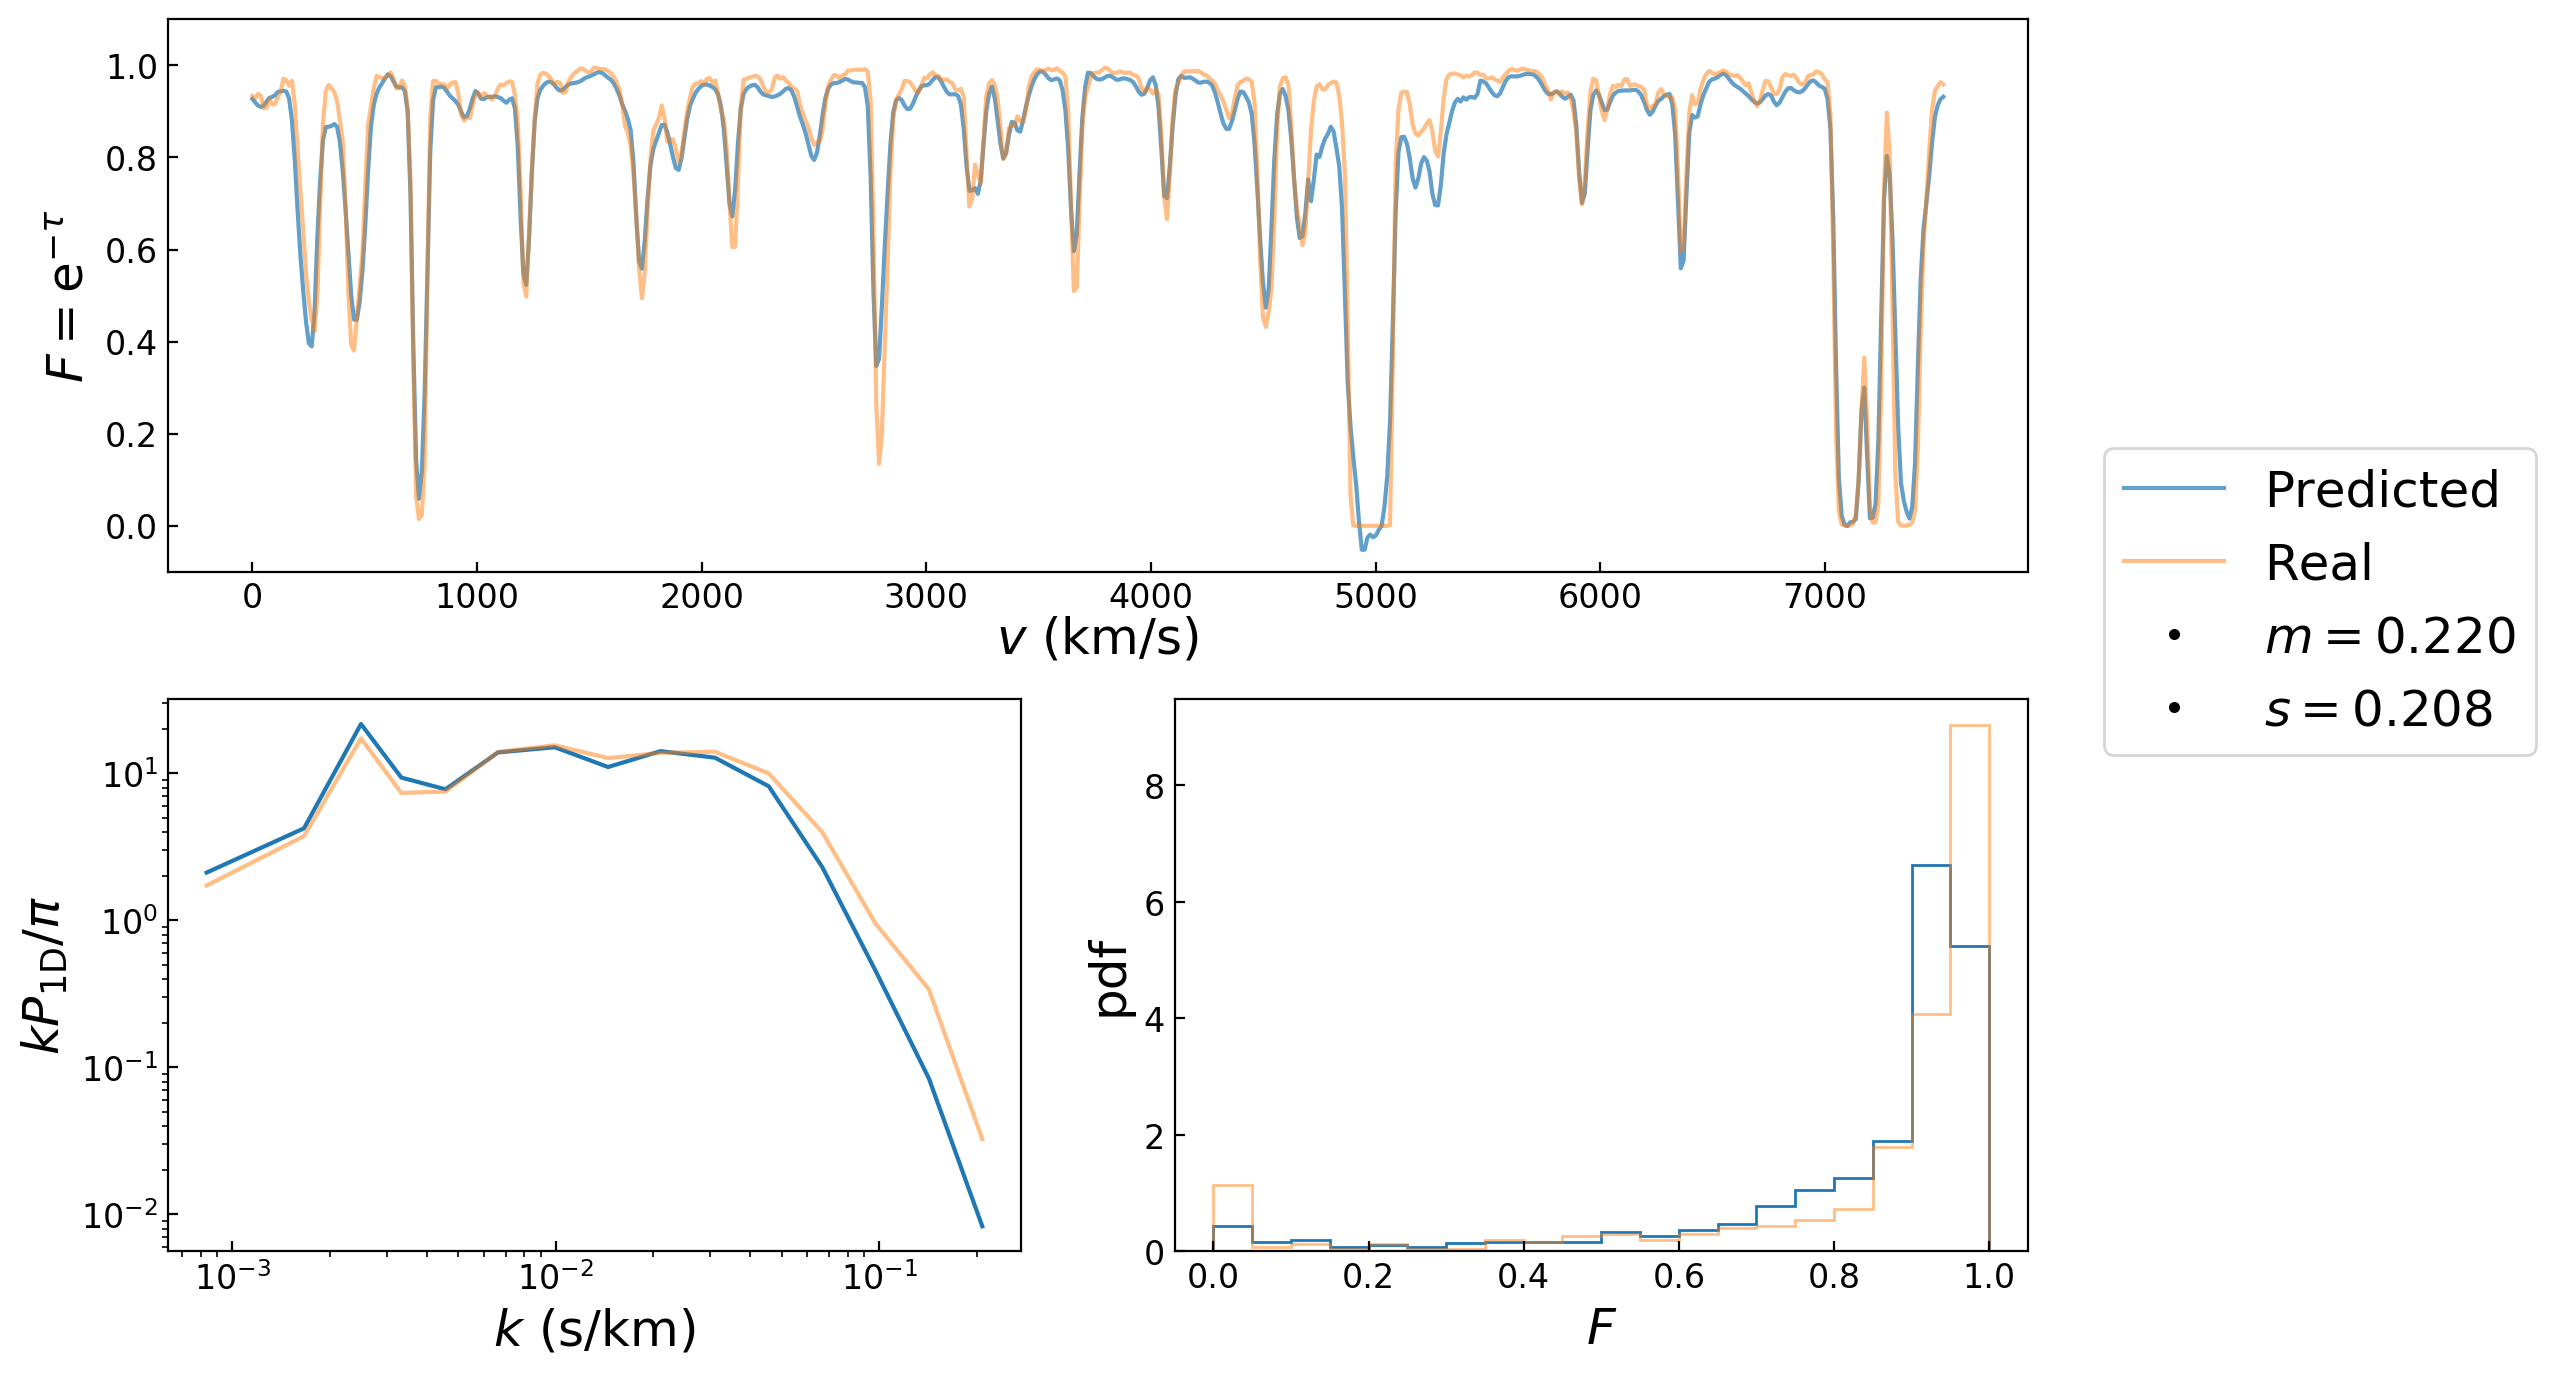 F = e^{-τ}
1.0
0.8
0.6
0.4
0.2
0.0
0 1000 2000 3000 4000 5000 6000 7000
v (km/s)
Predicted
Real
m = 0.220
s = 0.208
kP_{1D}/π
10^1
10^0
10^{-1}
10^{-2}
10^{-3} 10^{-2} 10^{-1}
k (s/km)
pdf
8
6
4
2
0
0.0 0.2 0.4 0.6 0.8 1.0
F